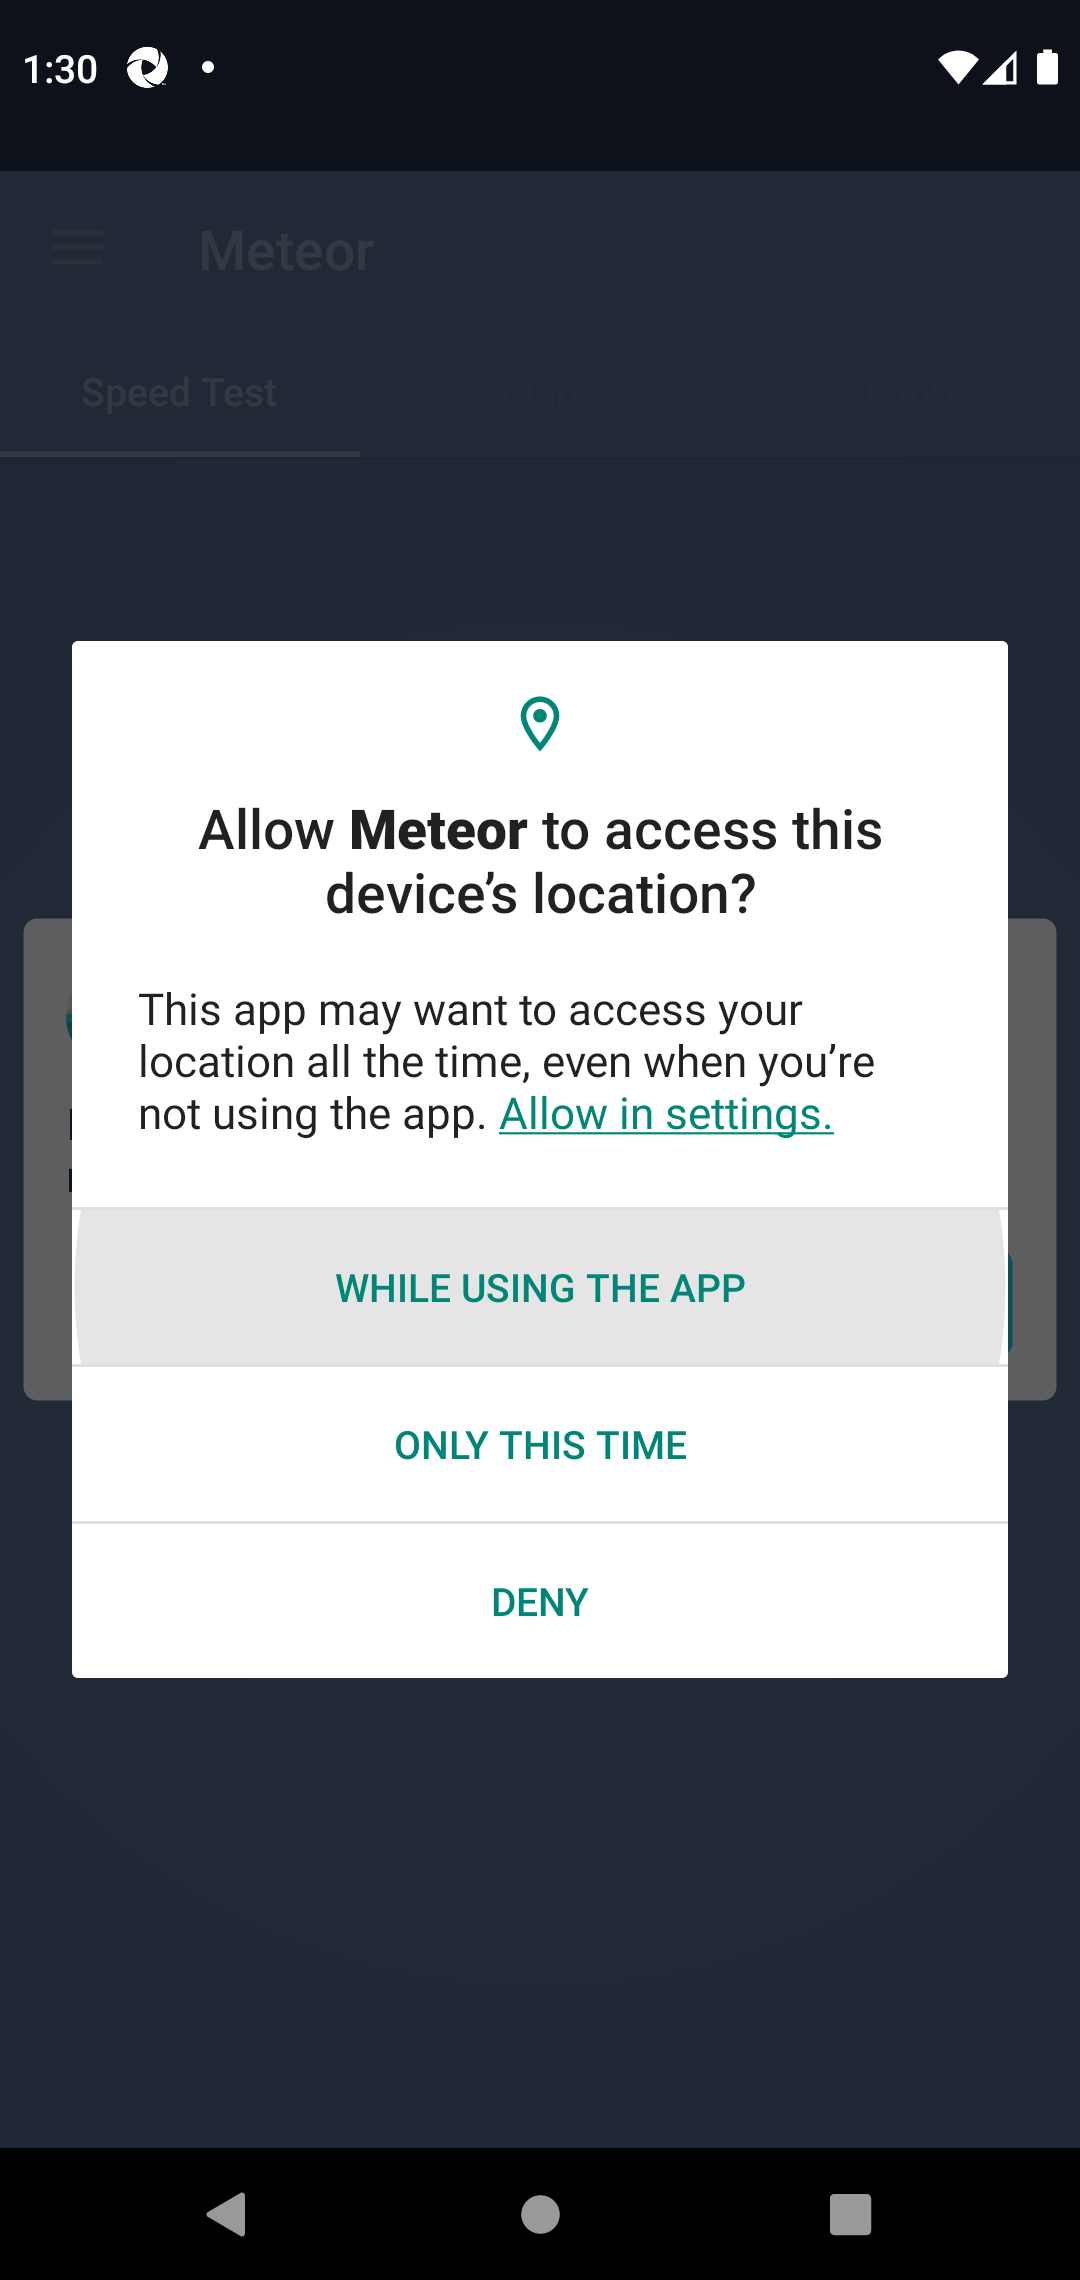 1:30
Meteor
Speed Test
Map
History
Allow Meteor to access this
device’s location?
This app may want to access your
location all the time, even when you’re
not using the app. Allow in settings.
WHILE USING THE APP
ONLY THIS TIME
DENY